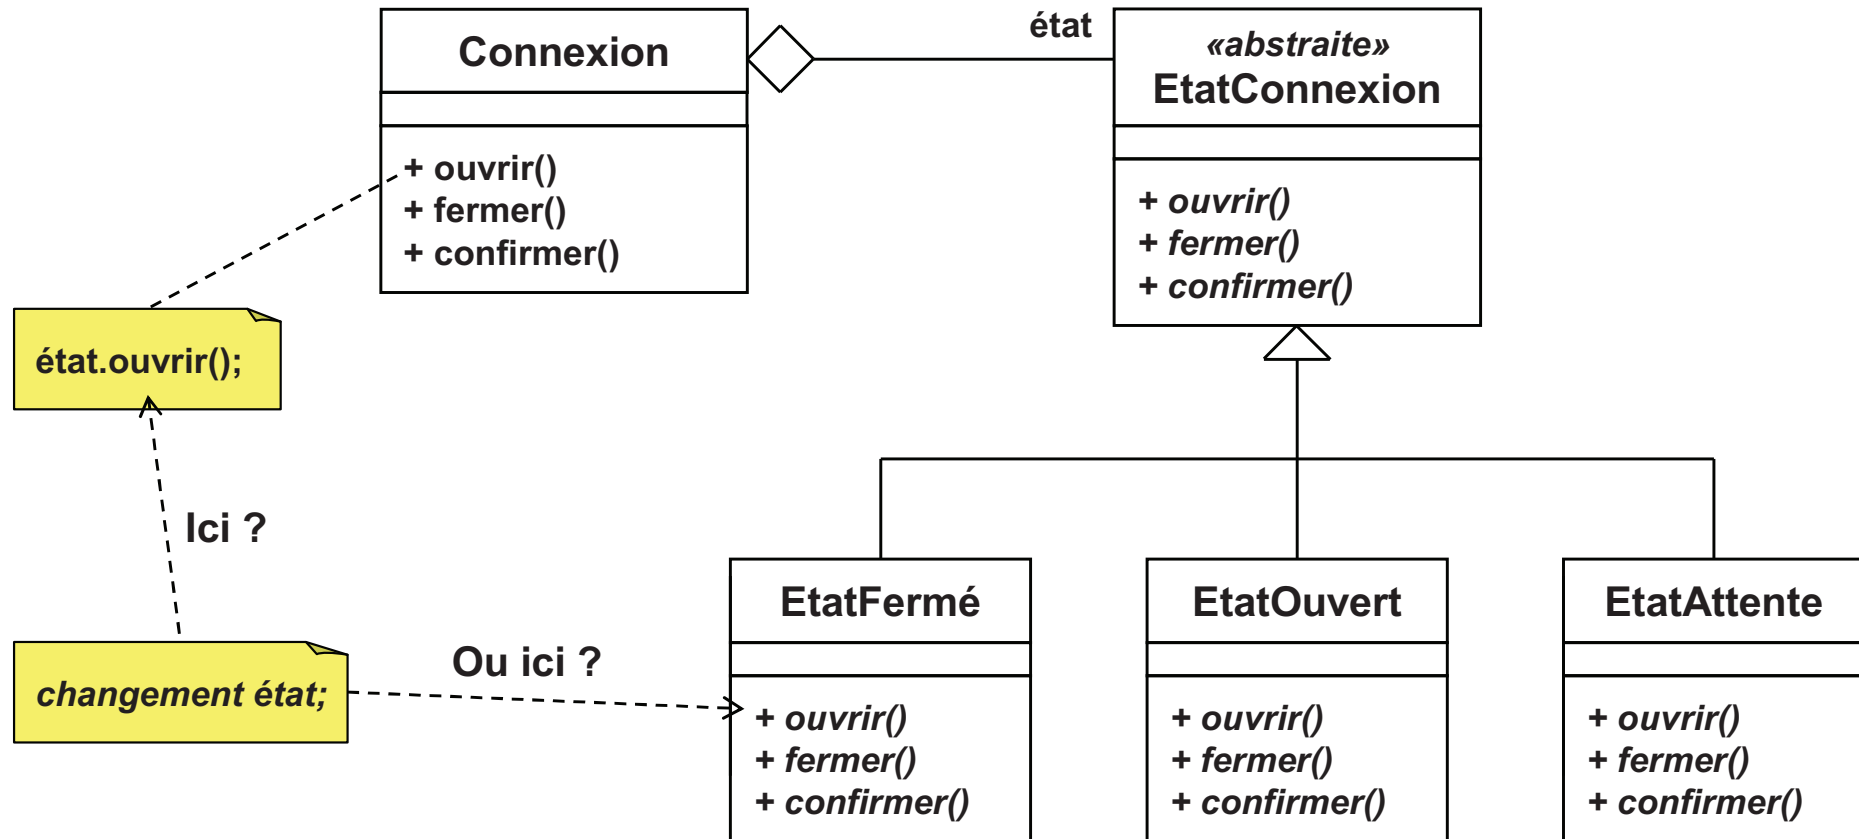 Connexion
+ ouvrir()
+ fermer()
+ confirmer()
état
«abstraite»
EtatConnexion
+ ouvrir()
+ fermer()
+ confirmer()
état.ouvrir();
Ici ?
changement état;
Ou ici ?
EtatFermé
+ ouvrir()
+ fermer()
+ confirmer()
EtatOuvert
+ ouvrir()
+ fermer()
+ confirmer()
EtatAttente
+ ouvrir()
+ fermer()
+ confirmer()